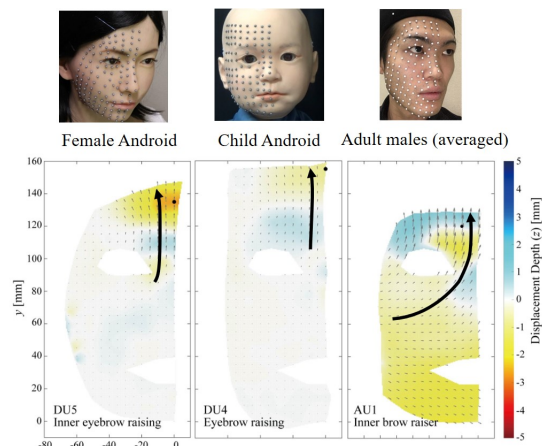 Female Android
Child Android
Adult males (averaged)
160
140
120
100
80
60
40
20
0
y [mm]
-80
-60
-40
-20
0
DU5
Inner eyebrow raising
DU4
Eyebrow raising
AU1
Inner brow raiser
5
4
3
2
1
0
-1
-2
-3
-4
-5
Displacement Depth (z) [mm]